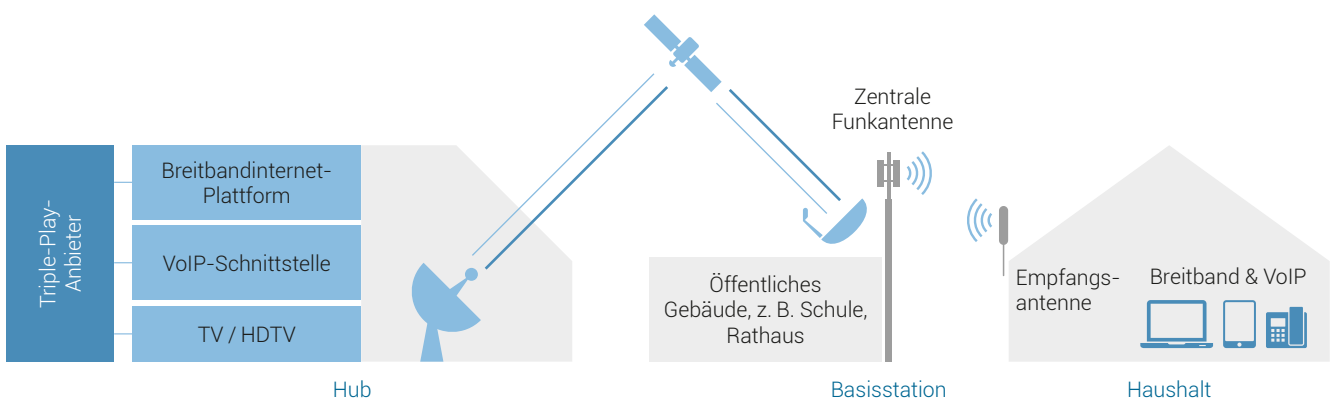 Triple-Play-
Anbieter
Breitbandinternet-
Plattform
VoIP-Schnittstelle
TV / HDTV
Hub
Zentrale
Funkantenne
Öffentliches
Gebäude, z. B. Schule,
Rathaus
Basisstation
Empfangs-
antenne
Breitband & VoIP
Haushalt